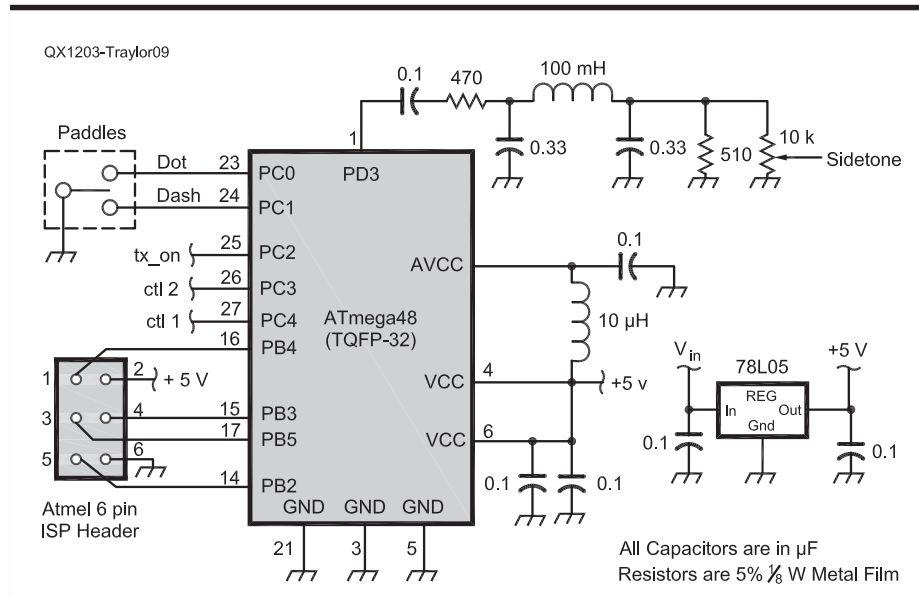 QX1203-Traylor09
0.1
470
100 mH
1
0.33
0.33
510
10 k
Sidetone
Paddles
Dot
23
PC0
PD3
Dash
24
PC1
tx_on
25
PC2
ctl 2
26
PC3
ctl 1
27
PC4
16
PB4
AVCC
0.1
10 µH
ATmega48
(TQFP-32)
1
2
+ 5 V
3
4
15
PB3
17
PB5
5
6
14
PB2
VCC
4
+5 v
VCC
6
0.1
0.1
Atmel 6 pin
ISP Header
GND
GND
GND
21
3
5
Vin
78L05
+5 V
REG
In
Out
Gnd
0.1
0.1
All Capacitors are in µF
Resistors are 5% ⅛ W Metal Film